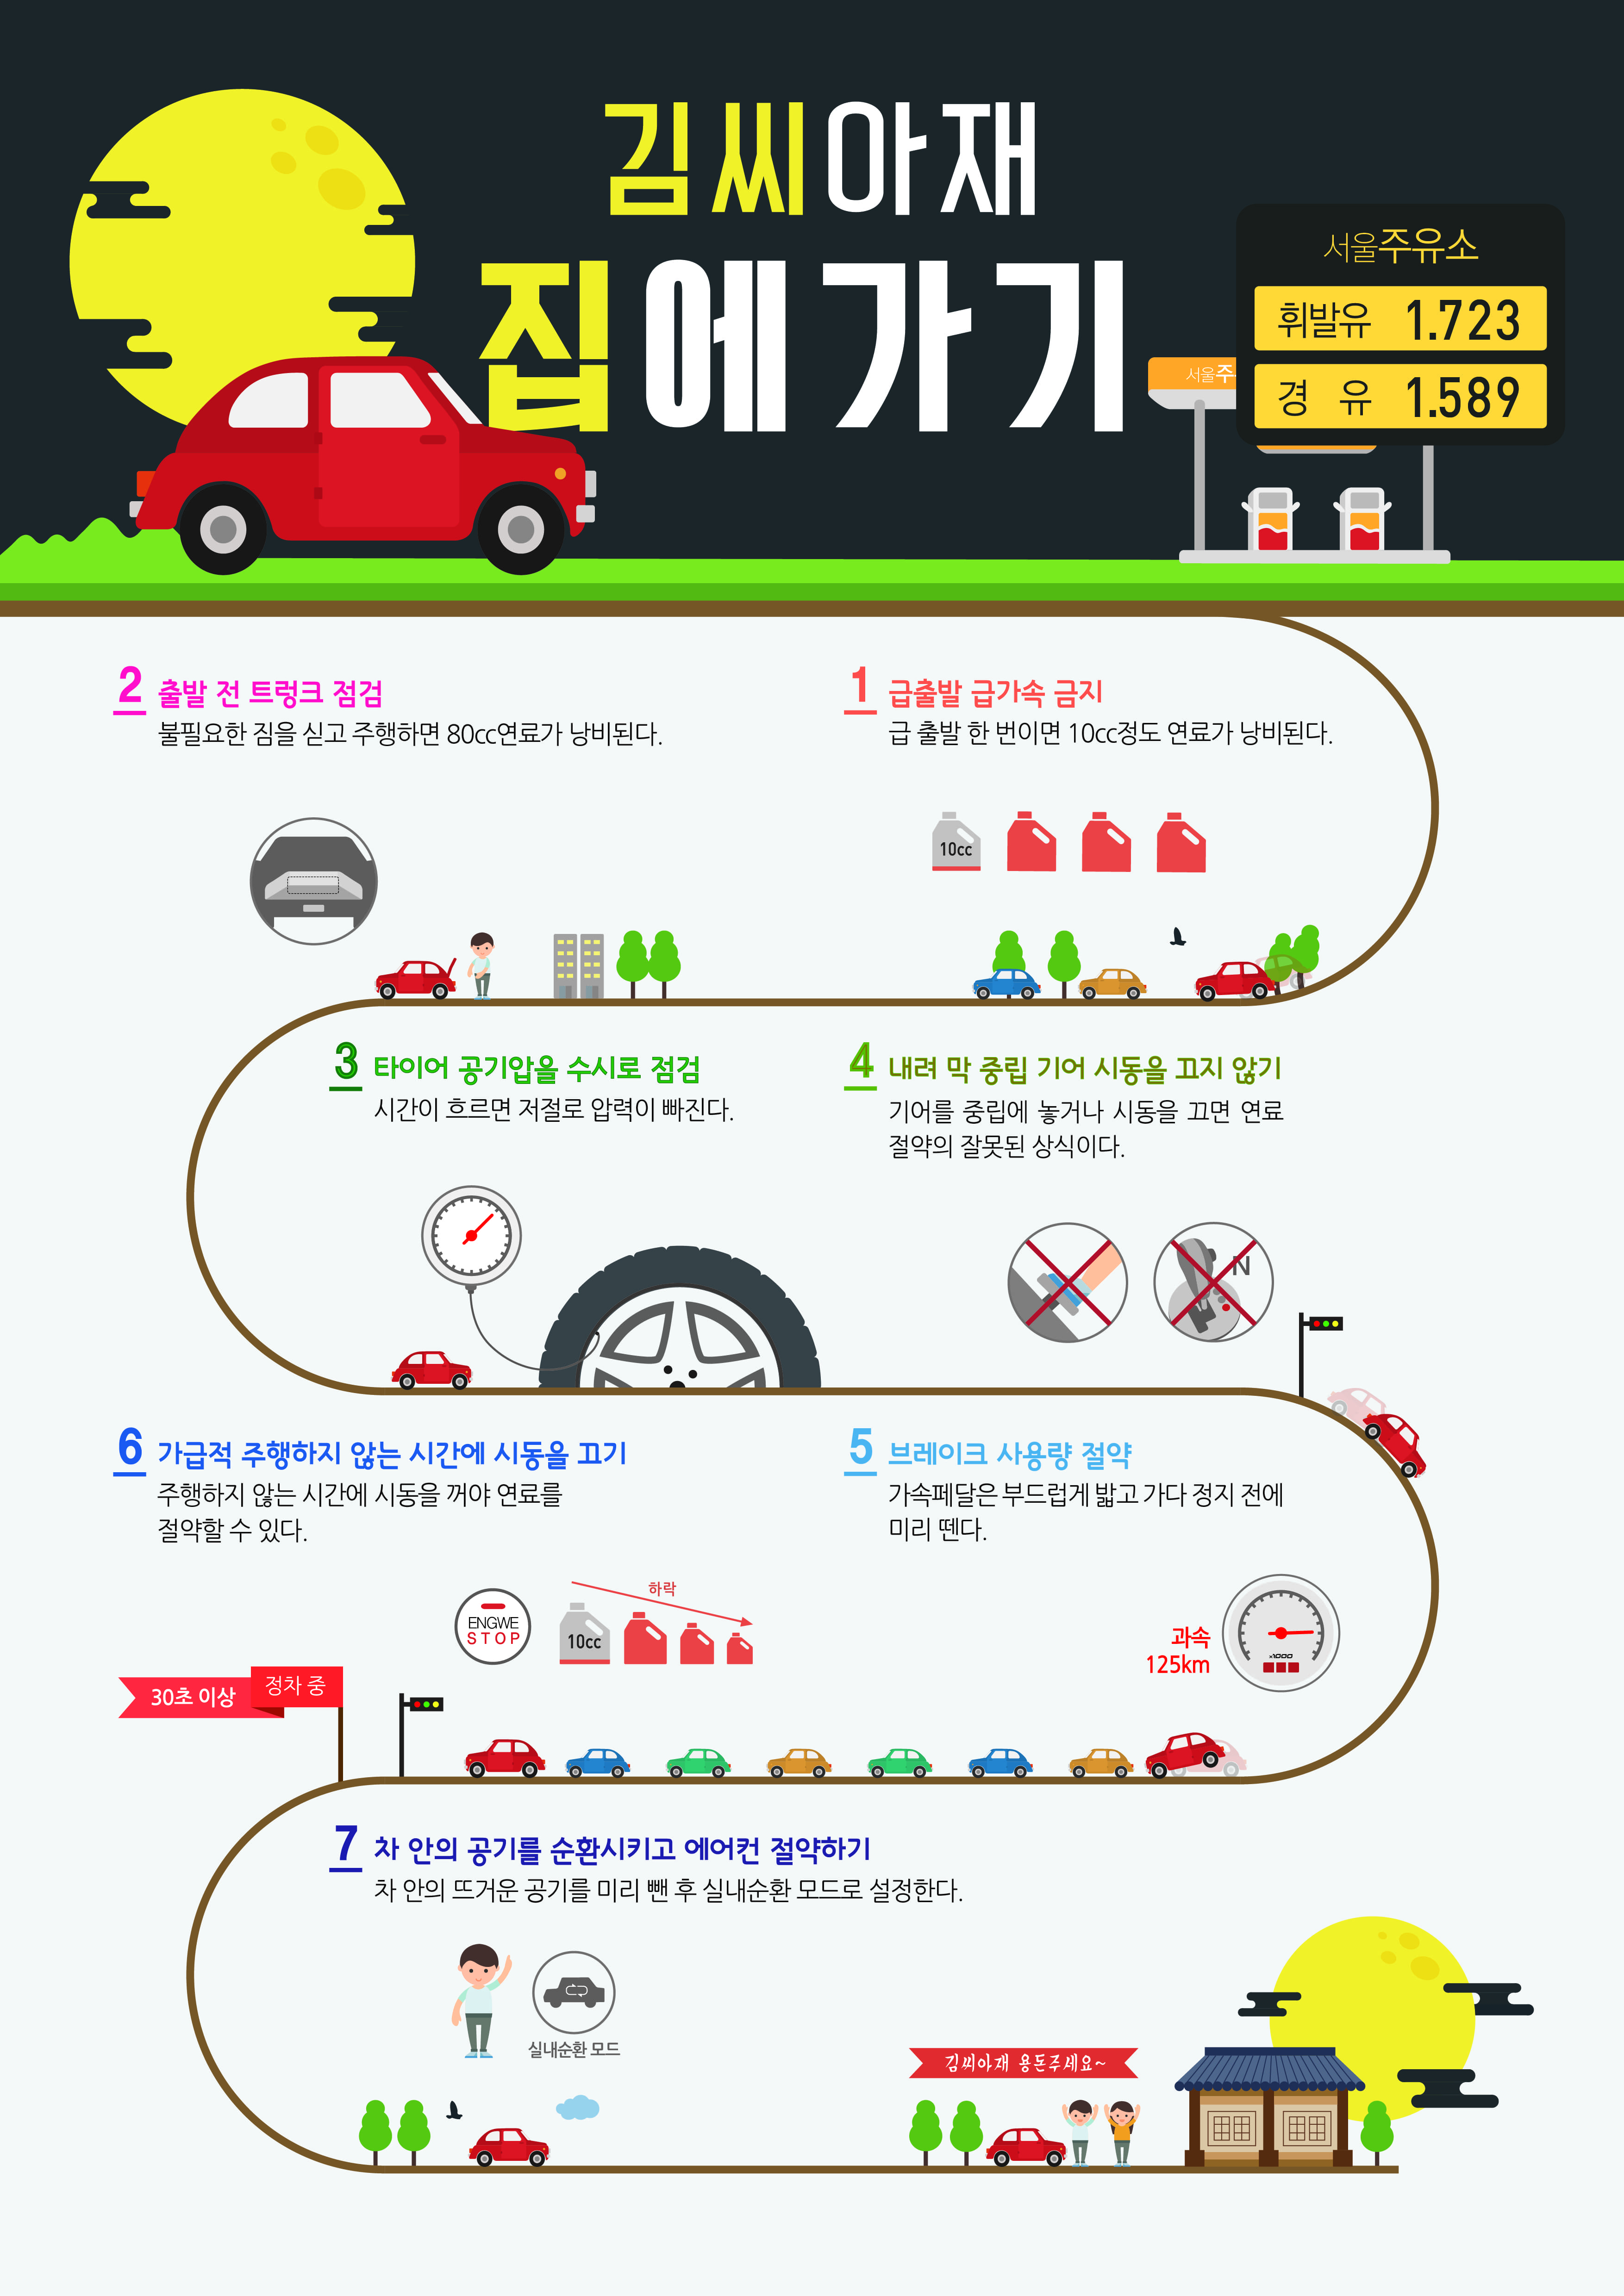 김씨아재
집에가기
서울주유소
휘발유 1.723
경 유 1.589
서울주
1 급출발 급가속 금지
급 출발 한 번이면 10cc정도 연료가 낭비된다.
10cc
2 출발 전 트렁크 점검
불필요한 짐을 싣고 주행하면 80cc연료가 낭비된다.
3 타이어 공기압을 수시로 점검
시간이 흐르면 저절로 압력이 빠진다.
4 내려 막 중립 기어 시동을 끄지 않기
기어를 중립에 놓거나 시동을 끄면 연료
절약의 잘못된 상식이다.
N
5 브레이크 사용량 절약
가속페달은 부드럽게 밟고 가다 정지 전에
미리 뗀다.
과속
125km
x1000
6 가급적 주행하지 않는 시간에 시동을 끄기
주행하지 않는 시간에 시동을 꺼야 연료를
절약할 수 있다.
ENGWE
STOP
10cc
하락
30초 이상
정차 중
7 차 안의 공기를 순환시키고 에어컨 절약하기
차 안의 뜨거운 공기를 미리 뺀 후 실내순환 모드로 설정한다.
실내순환 모드
김씨아재 용돈주세요~